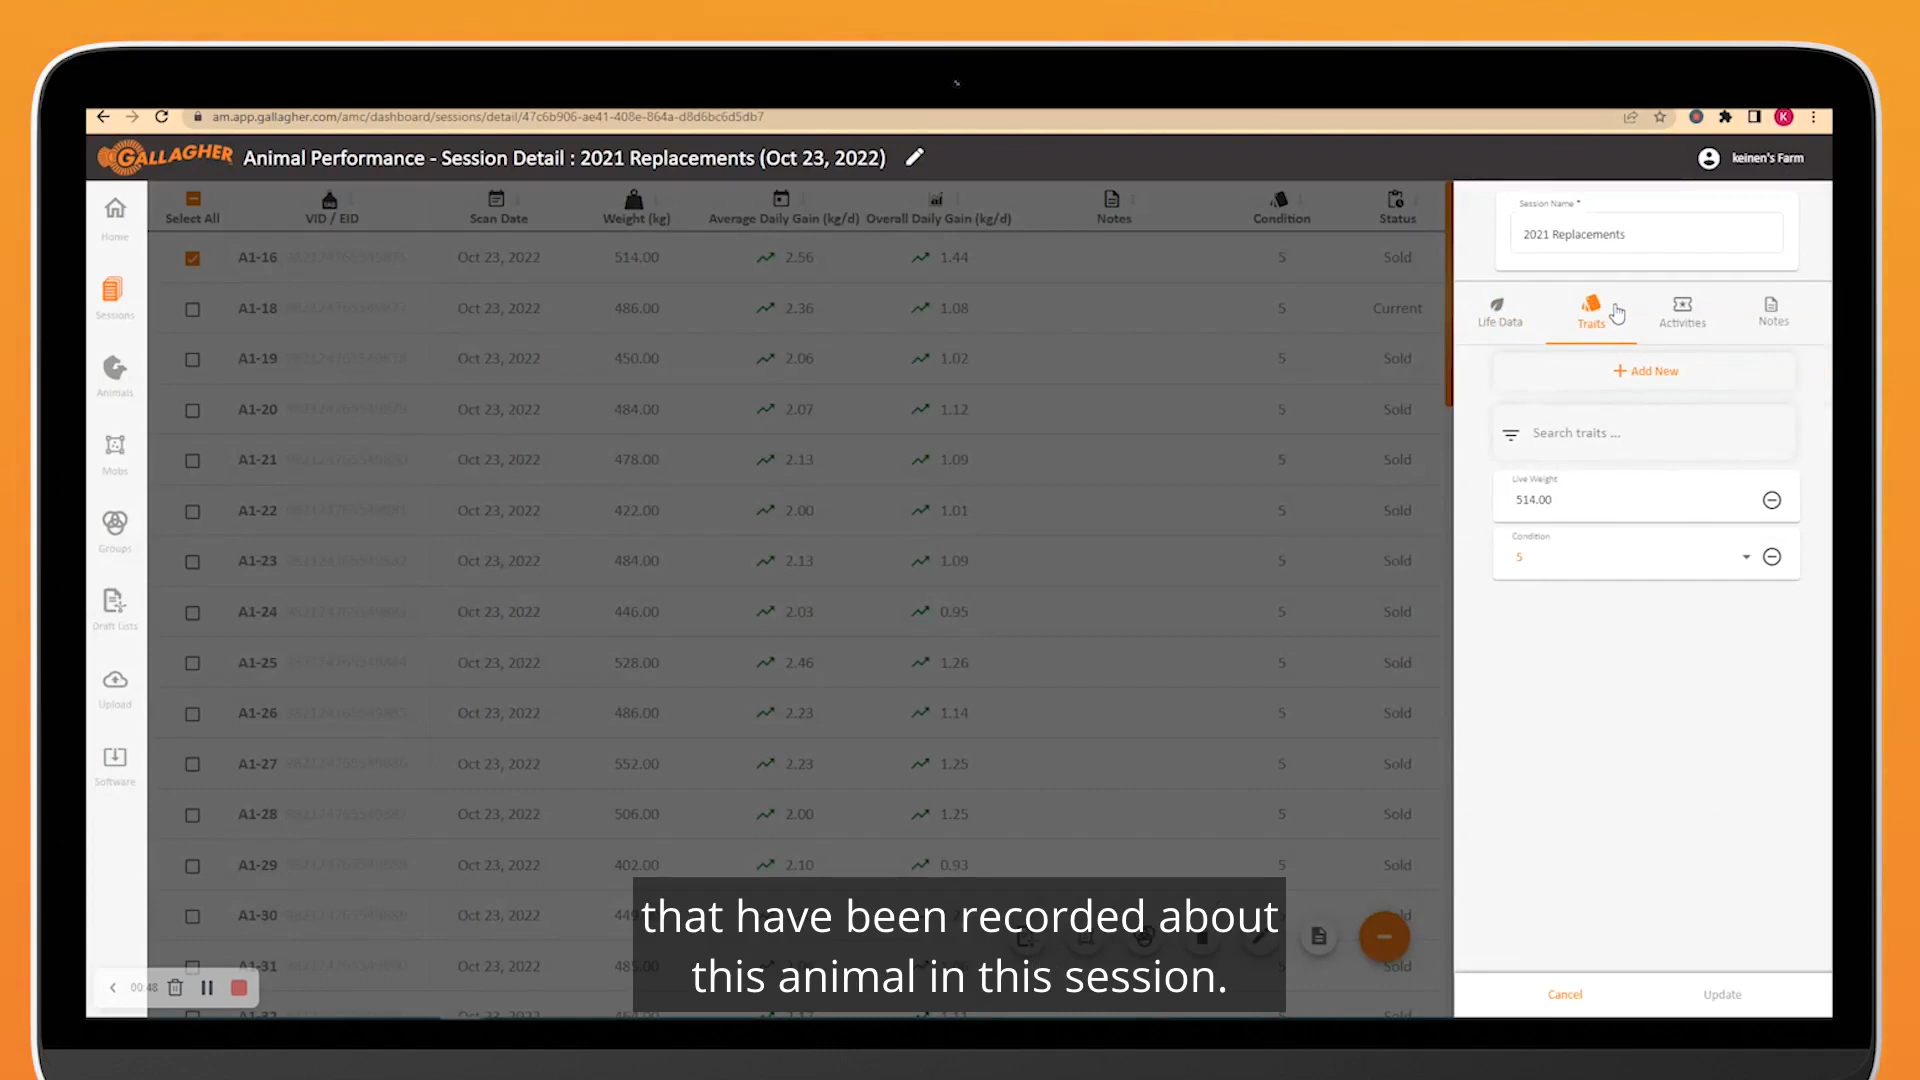 am.app.gallagher.com/amc/dashboard/sessions/detail/47c6b906-ae41-408e-864a-d8d6bc6d5db7
K
GALLAGHER Animal Performance - Session Detail : 2021 Replacements (Oct 23, 2022)
keinen's Farm
Home
Sessions
Animals
Mobs
Groups
Draft Lists
Upload
Software
Select All VID / EID Scan Date Weight (kg) Average Daily Gain (kg/d) Overall Daily Gain (kg/d) Notes Condition Status
A1-16 Oct 23, 2022 514.00 2.56 1.44 5 Sold
A1-18 Oct 23, 2022 486.00 2.36 1.08 5 Current
A1-19 Oct 23, 2022 450.00 2.06 1.02 5 Sold
A1-20 Oct 23, 2022 484.00 2.07 1.12 5 Sold
A1-21 Oct 23, 2022 478.00 2.13 1.09 5 Sold
A1-22 Oct 23, 2022 422.00 2.00 1.01 5 Sold
A1-23 Oct 23, 2022 484.00 2.13 1.09 5 Sold
A1-24 Oct 23, 2022 446.00 2.03 0.95 5 Sold
A1-25 Oct 23, 2022 528.00 2.46 1.26 5 Sold
A1-26 Oct 23, 2022 486.00 2.23 1.14 5 Sold
A1-27 Oct 23, 2022 552.00 2.23 1.25 5 Sold
A1-28 Oct 23, 2022 506.00 2.00 1.25 5 Sold
A1-29 Oct 23, 2022 402.00 2.10 0.93 5 Sold
A1-30 Oct 23, 2022
A1-31 Oct 23, 2022 Sold
Session Name *
2021 Replacements
Life Data Traits Activities Notes
+ Add New
Search traits ...
Live Weight
514.00
Condition
5
Cancel Update
00:48
that have been recorded about
this animal in this session.